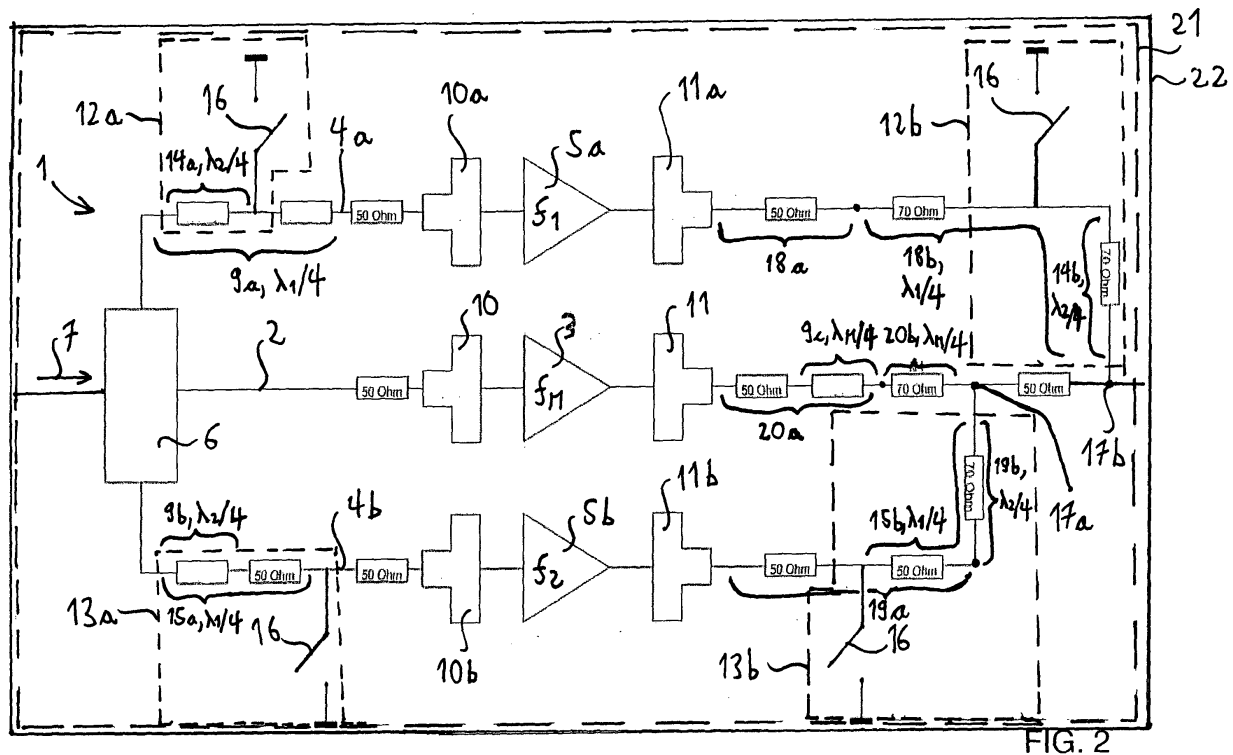 21
22
12a
16
10a
11a
16
12b
4a
5a
14a, λ2/4
1
50 Ohm
f1
50 Ohm
70 Ohm
9a, λ1/4
18a
18b,
λ1/4
14b,
λ2/4
70 Ohm
7
2
10
3
11
9c, λM/4
20b, λM/4
50 Ohm
fM
50 Ohm
70 Ohm
50 Ohm
6
20a
17b
9b, λ2/4
4b
11b
5b
15b, λ1/4
70 Ohm
19b,
λ2/4
17a
50 Ohm
50 Ohm
f2
50 Ohm
50 Ohm
13a
15a, λ1/4
16
10b
19a
16
13b
FIG. 2